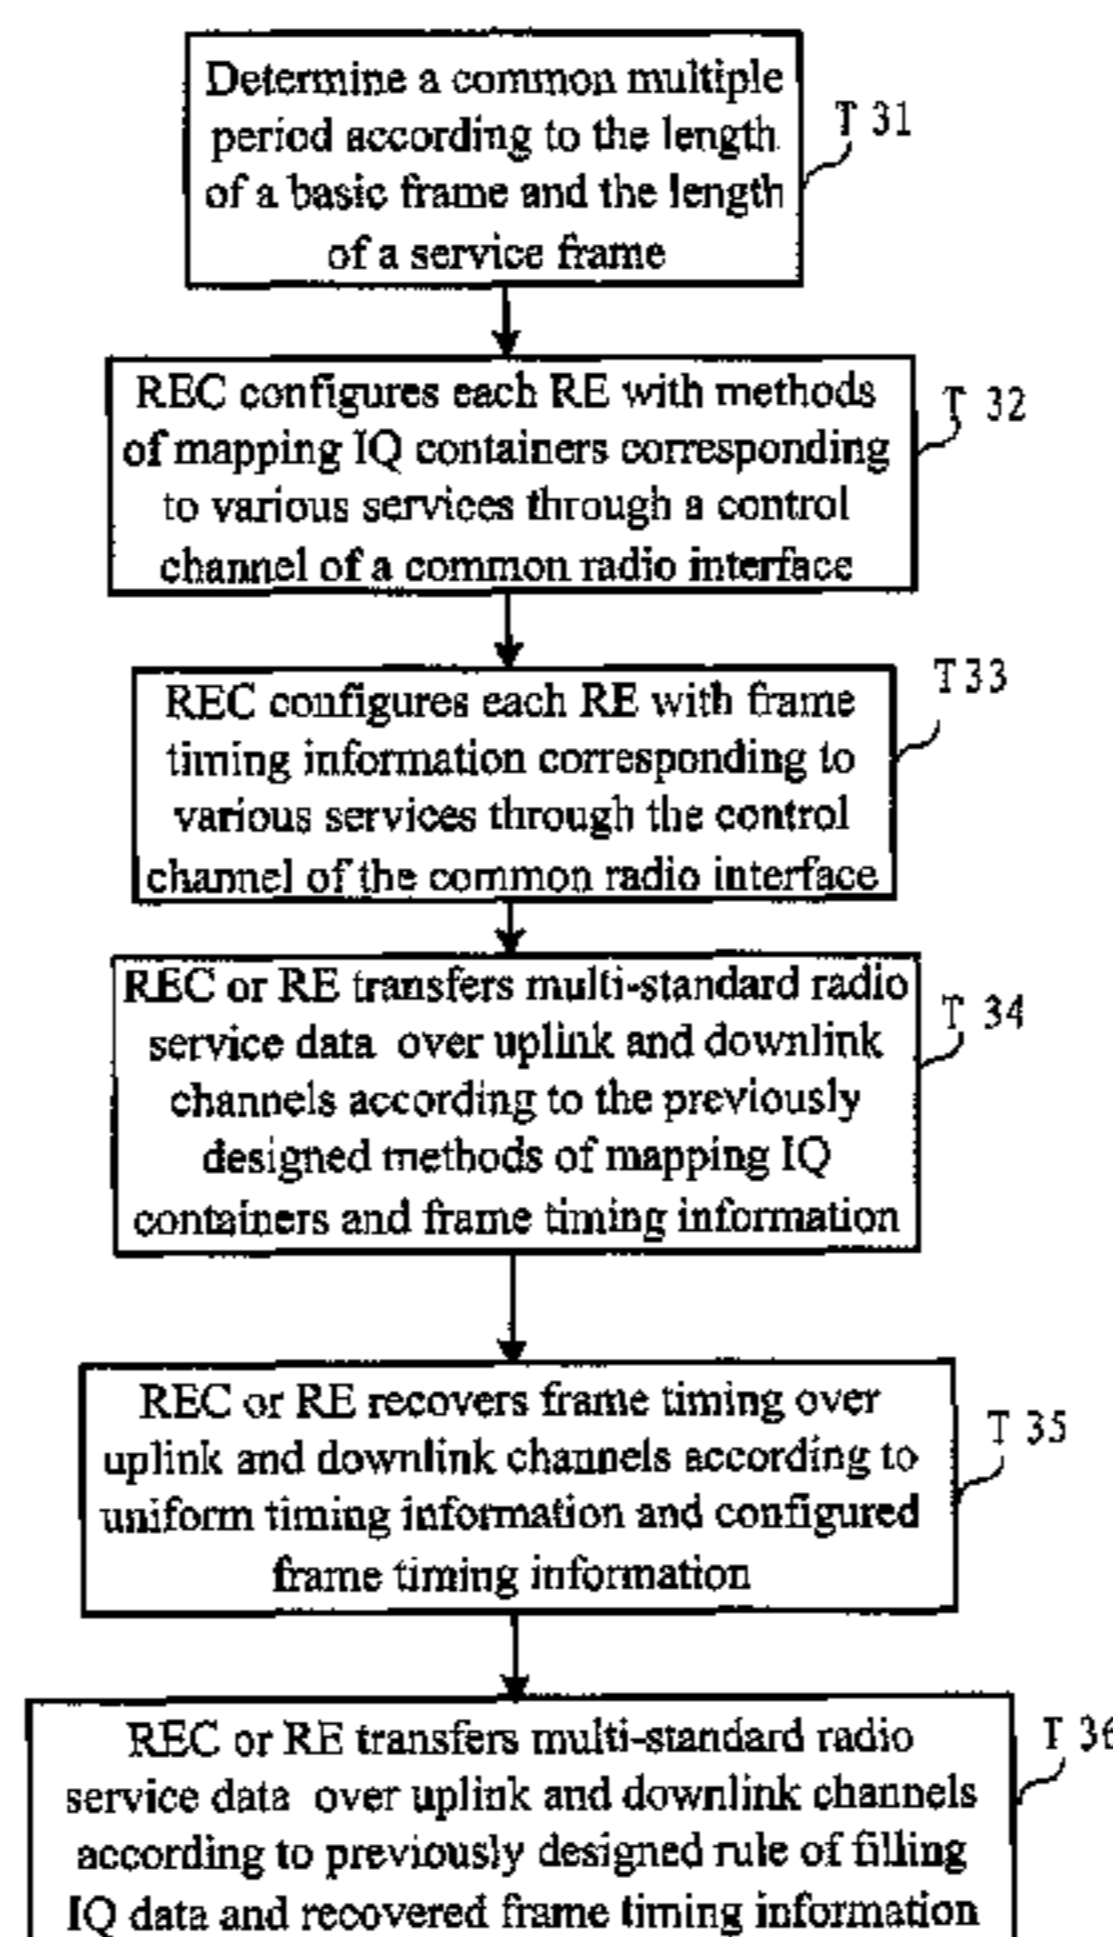 Determine a common multiple
period according to the length
of a basic frame and the length
of a service frame
T 31
REC configures each RE with methods
of mapping IQ containers corresponding
to various services through a control
channel of a common radio interface
T 32
REC configures each RE with frame
timing information corresponding to
various services through the control
channel of the common radio interface
T33
REC or RE transfers multi-standard radio
service data over uplink and downlink
channels according to the previously
designed methods of mapping IQ
containers and frame timing information
T 34
REC or RE recovers frame timing over
uplink and downlink channels according to
uniform timing information and configured
frame timing information
T 35
REC or RE transfers multi-standard radio
service data over uplink and downlink channels
according to previously designed rule of filling
IQ data and recovered frame timing information
T 36